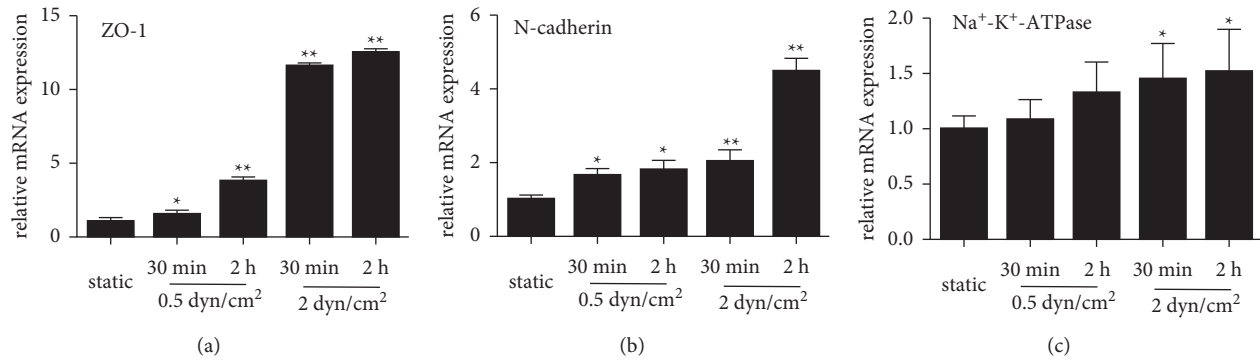 ZO-1
relative mRNA expression
15
10
5
0
*
**
**
**
static
30 min 2 h 30 min 2 h
0.5 dyn/cm² 2 dyn/cm²
(a)
N-cadherin
relative mRNA expression
6
4
2
0
*
*
**
**
static
30 min 2 h 30 min 2 h
0.5 dyn/cm² 2 dyn/cm²
(b)
Na⁺-K⁺-ATPase
relative mRNA expression
2.0
1.5
1.0
0.5
0.0
*
*
static
30 min 2 h 30 min 2 h
0.5 dyn/cm² 2 dyn/cm²
(c)